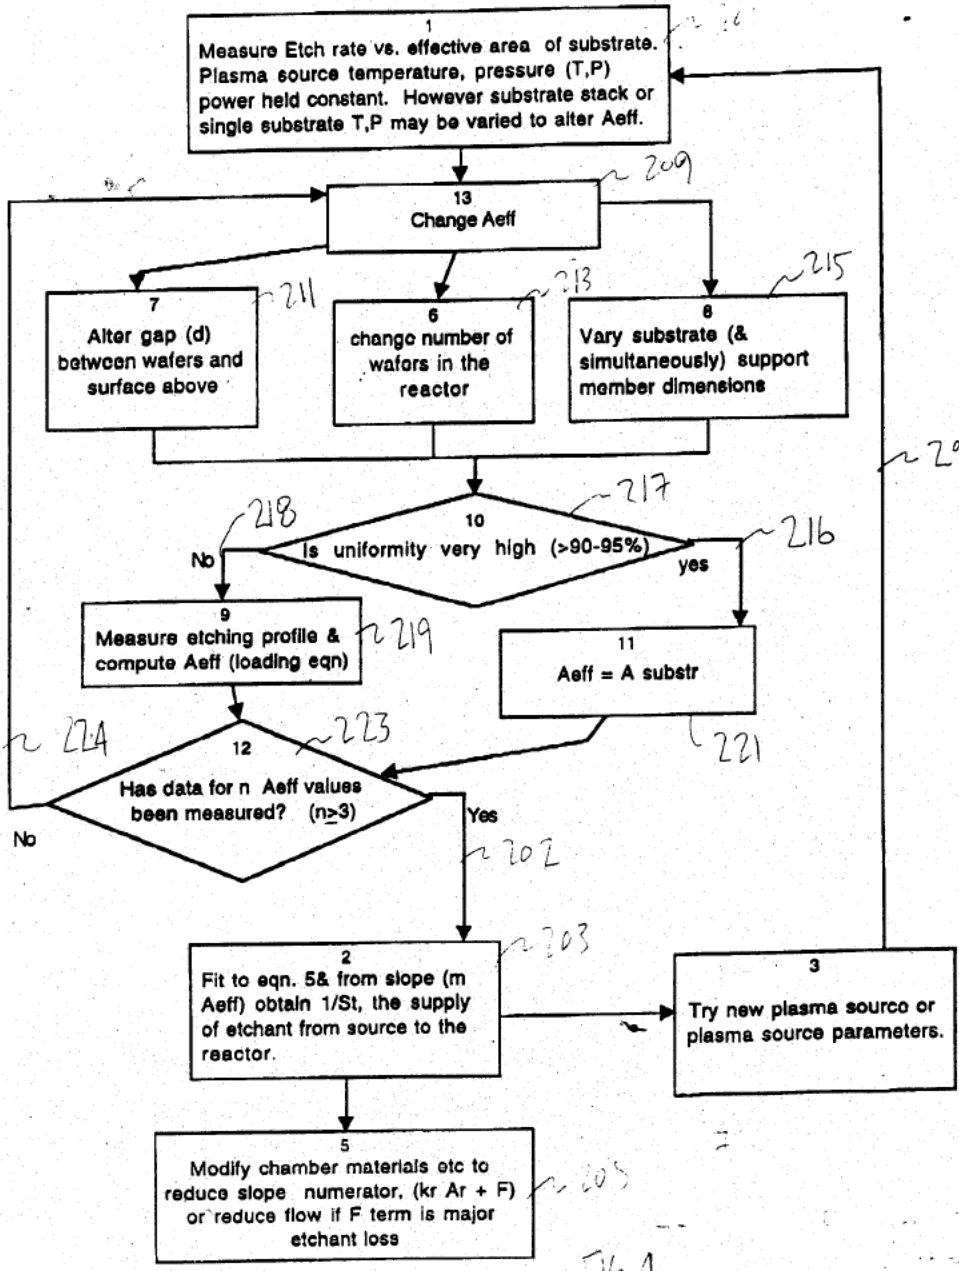 1
Measure Etch rate vs. effective area of substrate.
Plasma source temperature, pressure (T,P)
power held constant. However substrate stack or
single substrate T,P may be varied to alter Aeff.
209
13
Change Aeff
211
7
Alter gap (d)
between wafers and
surface above
213
6
change number of
wafers in the
reactor
215
8
Vary substrate (&
simultaneously) support
member dimensions
217
10
Is uniformity very high (>90-95%)
218
No
216
yes
9
Measure etching profile &
compute Aeff (loading eqn)
219
11
Aeff = A substr
221
224
223
12
Has data for n Aeff values
been measured? (n≥3)
No
Yes
202
203
2
Fit to eqn. 5& from slope (m
Aeff) obtain 1/St, the supply
of etchant from source to the
reactor.
3
Try new plasma source or
plasma source parameters.
5
Modify chamber materials etc to
reduce slope numerator, (kr Ar + F)
or reduce flow if F term is major
etchant loss
205